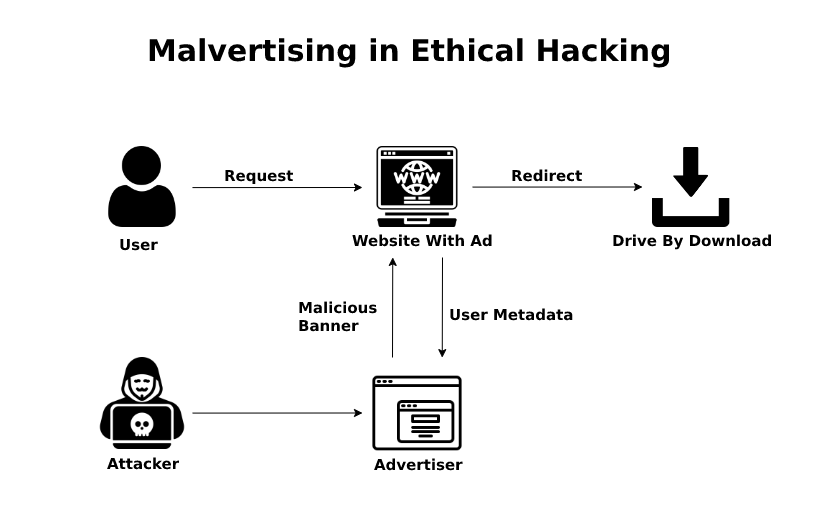 Malvertising in Ethical Hacking
Request
WWW
Redirect
User
Website With Ad
Drive By Download
Malicious
Banner
User Metadata
Attacker
Advertiser